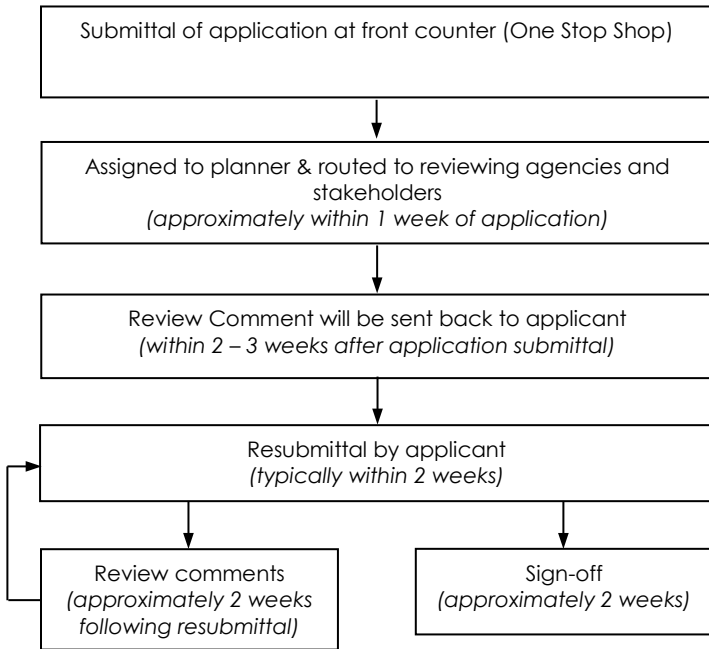 Submittal of application at front counter (One Stop Shop)
Assigned to planner & routed to reviewing agencies and
stakeholders
(approximately within 1 week of application)
Review Comment will be sent back to applicant
(within 2 – 3 weeks after application submittal)
Resubmittal by applicant
(typically within 2 weeks)
Review comments
(approximately 2 weeks
following resubmittal)
Sign-off
(approximately 2 weeks)